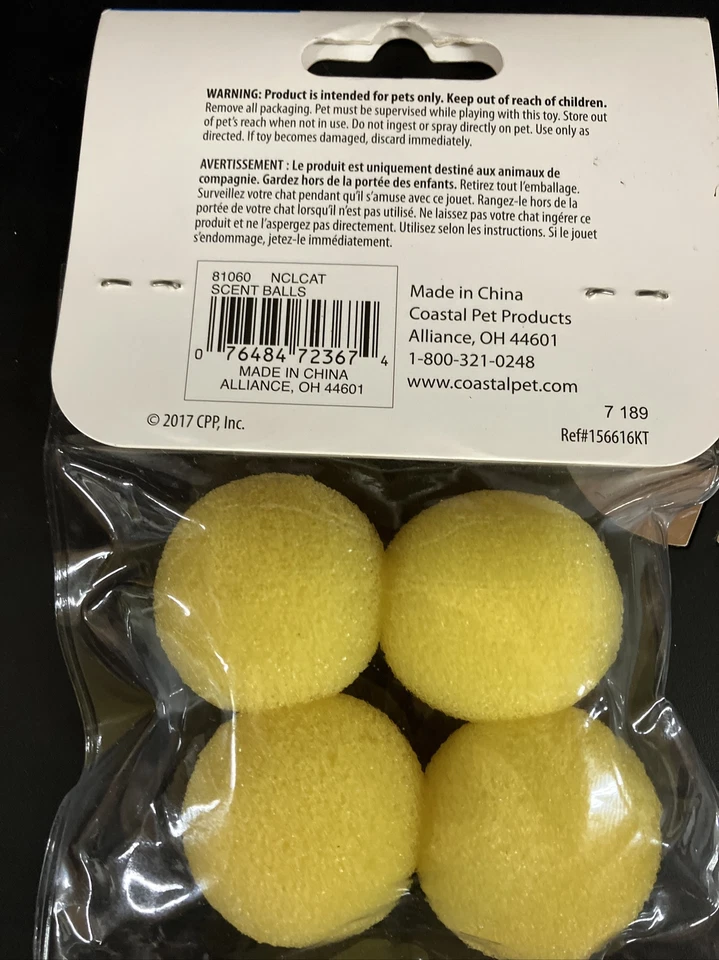 WARNING: Product is intended for pets only. Keep out of reach of children.
Remove all packaging. Pet must be supervised while playing with this toy. Store out
of pet's reach when not in use. Do not ingest or spray directly on pet. Use only as
directed. If toy becomes damaged, discard immediately.
AVERTISSEMENT : Le produit est uniquement destiné aux animaux de
compagnie. Gardez hors de la portée des enfants. Retirez tout l'emballage.
Surveillez votre chat pendant qu'il s'amuse avec ce jouet. Rangez-le hors de la
portée de votre chat lorsqu'il n'est pas utilisé. Ne laissez pas votre chat ingérer ce
produit et ne l'aspergez pas directement. Utilisez selon les instructions. Si le jouet
s'endommage, jetez-le immédiatement.
81060 NCLCAT
SCENT BALLS
0 76484 72367 4
MADE IN CHINA
ALLIANCE, OH 44601
Made in China
Coastal Pet Products
Alliance, OH 44601
1-800-321-0248
www.coastalpet.com
7 189
© 2017 CPP, Inc.
Ref#156616KT